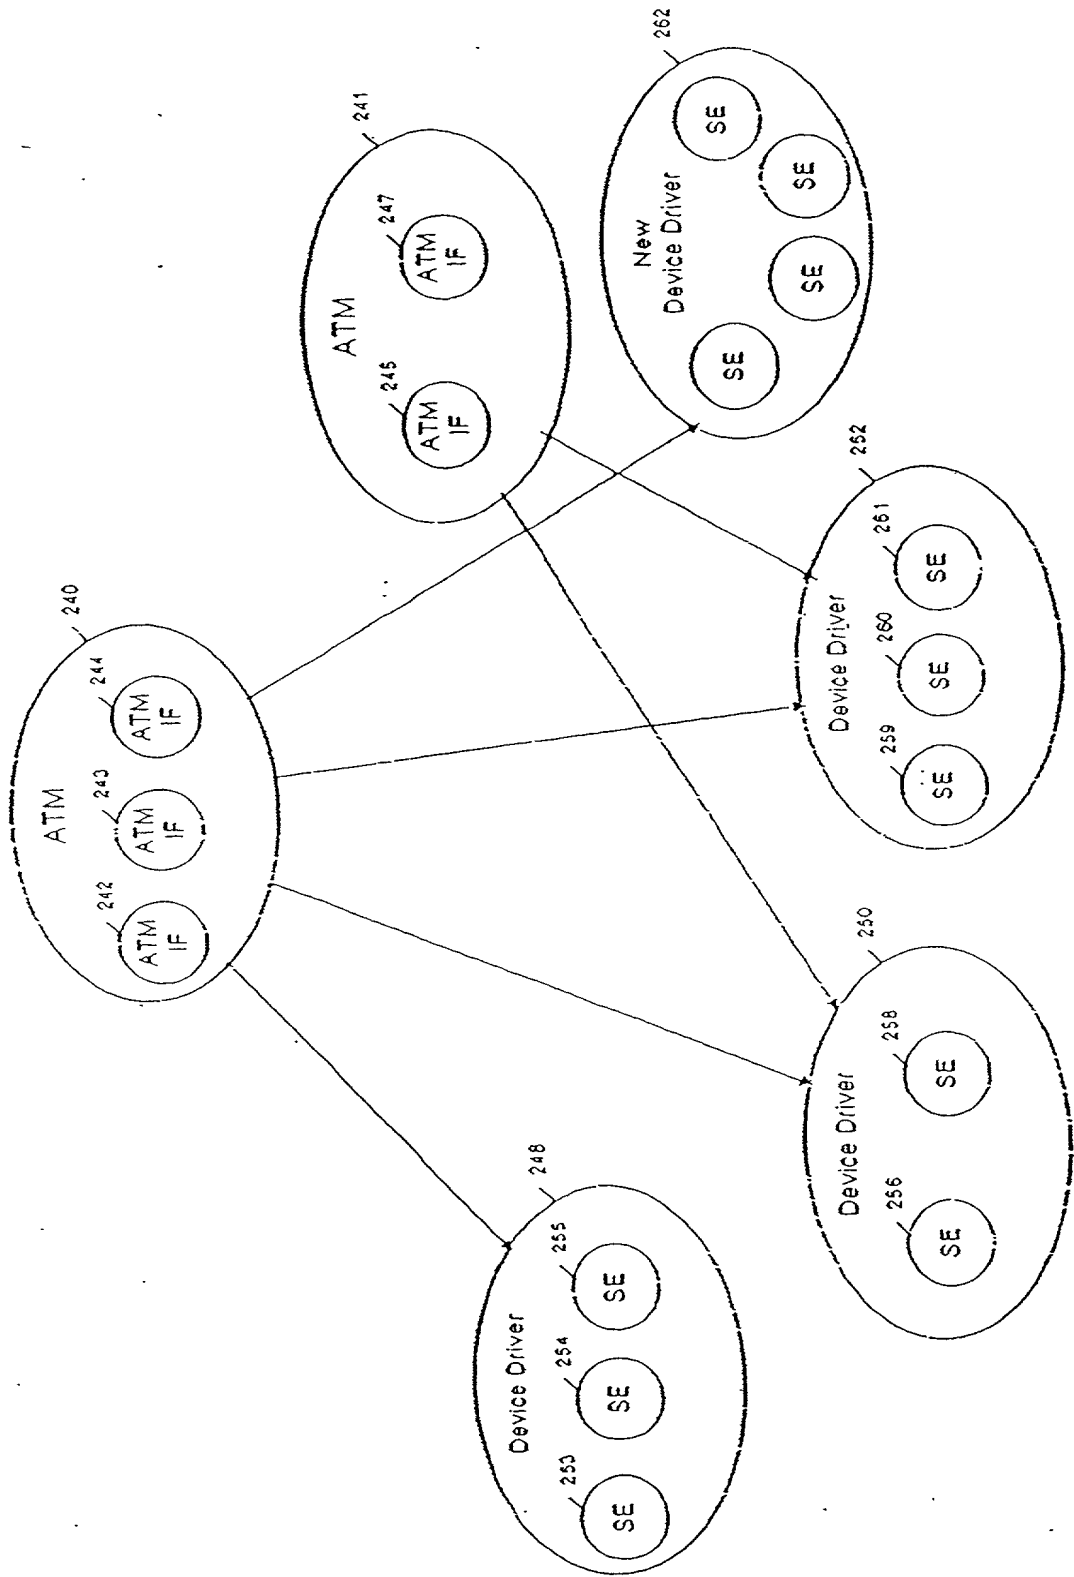 240
ATM
242
ATM
IF
243
ATM
IF
244
ATM
IF
241
ATM
245
ATM
IF
247
ATM
IF
248
Device Driver
253
SE
254
SE
255
SE
250
Device Driver
256
SE
258
SE
252
Device Driver
259
SE
260
SE
261
SE
262
New
Device Driver
SE
SE
SE
SE